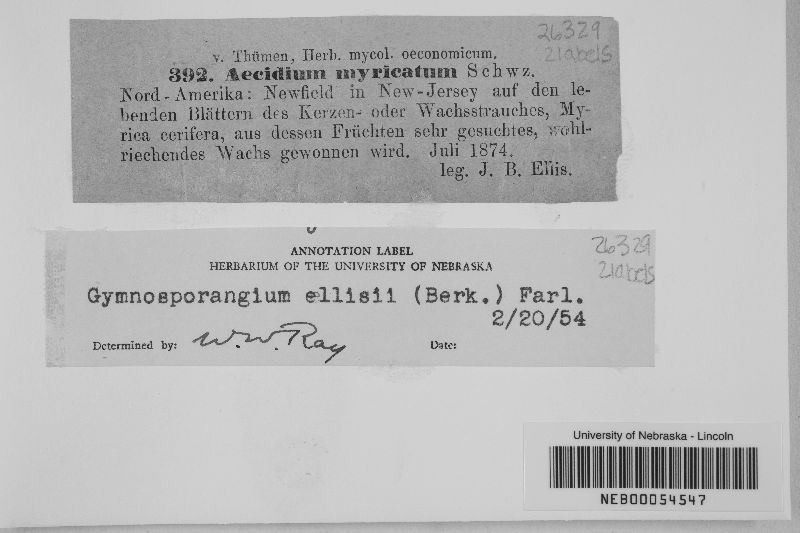 26329
2 labels
v. Thümen, Herb. mycol. oeconomicum.
392. Aecidium myricatum Schwz.
Nord-Amerika: Newfield in New-Jersey auf den le-
benden Blättern des Kerzen- oder Wachsstrauches, My-
rica cerifera, aus dessen Früchten sehr gesuchtes, wohl-
riechendes Wachs gewonnen wird. Juli 1874.
leg. J. B. Ellis.
26329
2 labels
ANNOTATION LABEL
HERBARIUM OF THE UNIVERSITY OF NEBRASKA
Gymnosporangium ellisii (Berk.) Farl.
2/20/54
Determined by: W. W. Ray Date:
University of Nebraska - Lincoln
NEB00054547